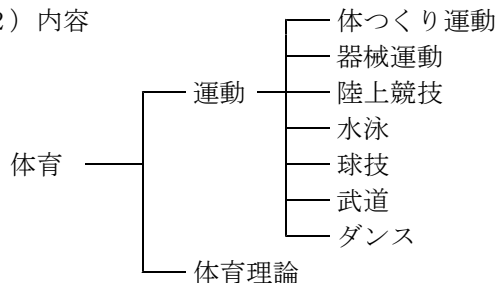 2）内容
体つくり運動
器械運動
運動
陸上競技
水泳
体育
球技
武道
ダンス
体育理論